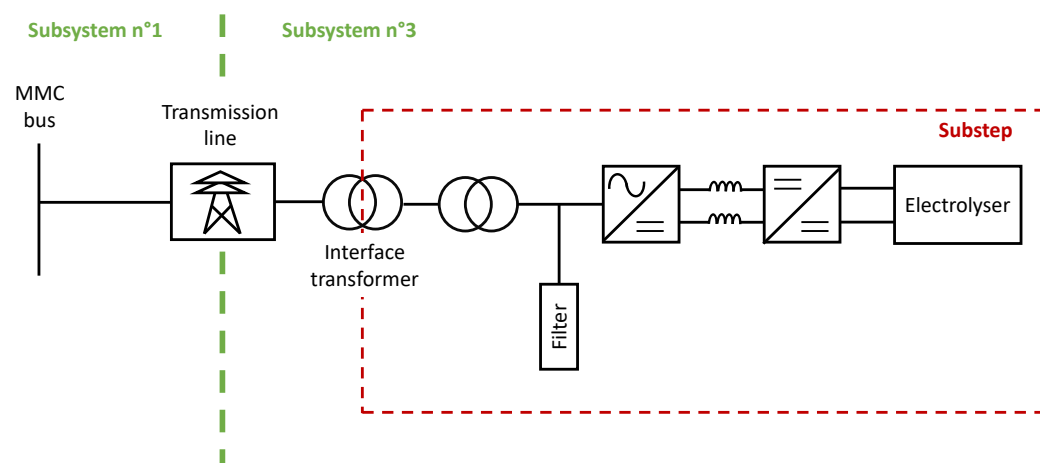 Subsystem n°1
Subsystem n°3
MMC
bus
Transmission
line
Substep
Electrolyser
Interface
transformer
Filter